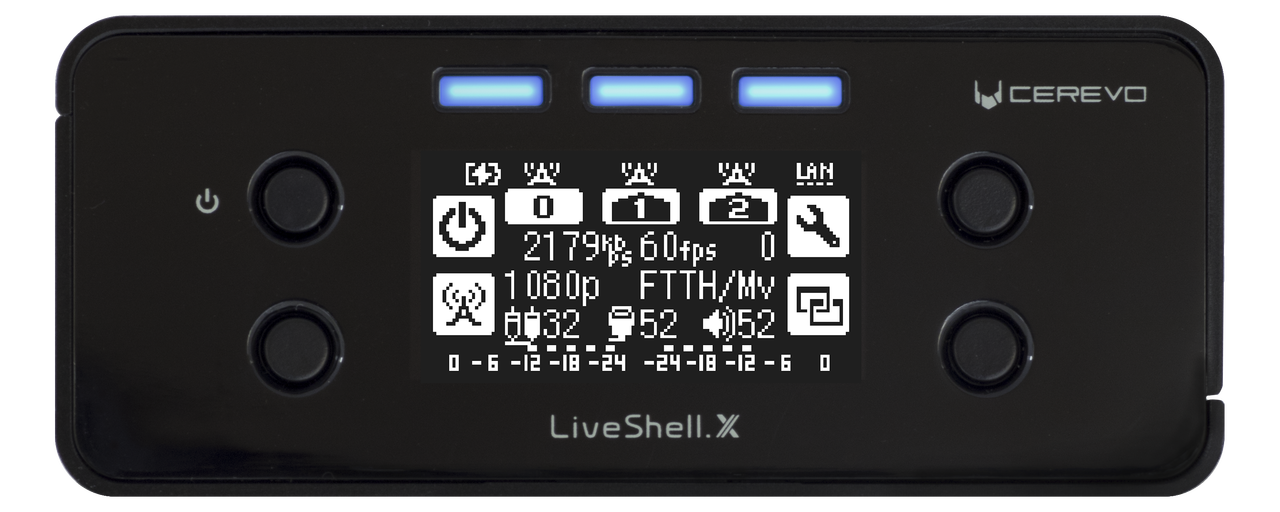 CEREVO
LAN
0 1 2
2179kbps 60fps 0
1080p FTTH/Mv
32 52 52
0 -6 -12 -18 -24 -24 -18 -12 -6 0
LiveShell.X